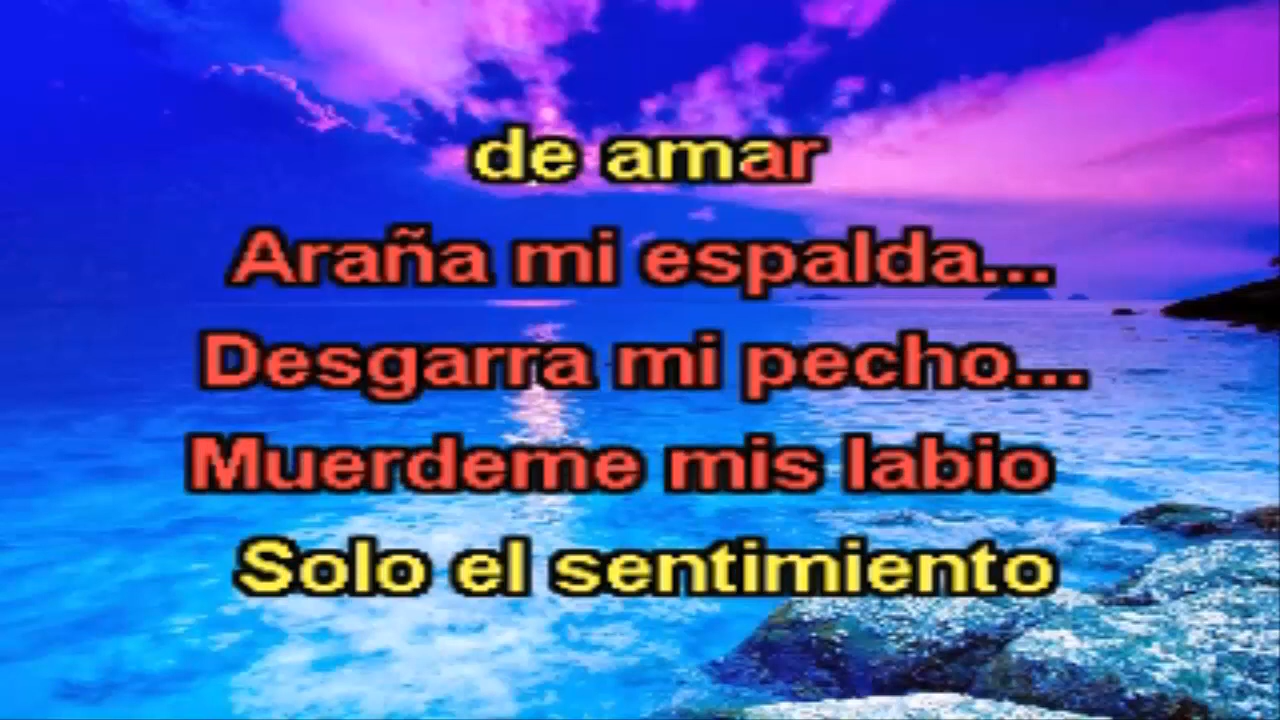 de amar
Araña mi espalda...
Desgarra mi pecho...
Muerdeme mis labio
Solo el sentimiento